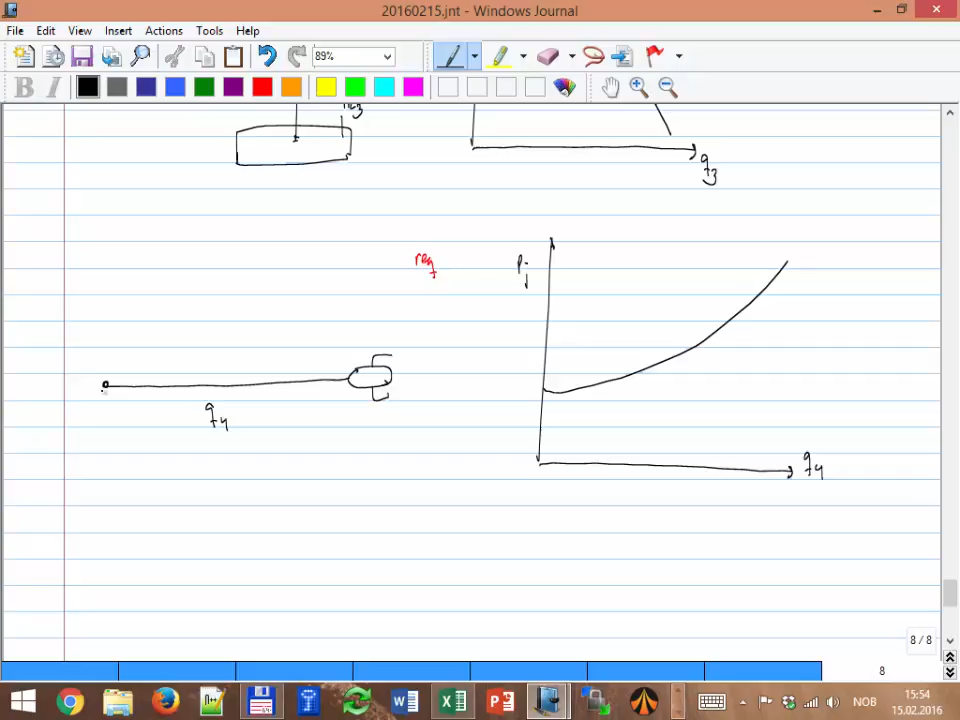 20160215.jnt - Windows Journal
File Edit View Insert Actions Tools Help
89%
B I
q3
req
q4
q4
8 / 8
8
NOB
15:54
15.02.2016